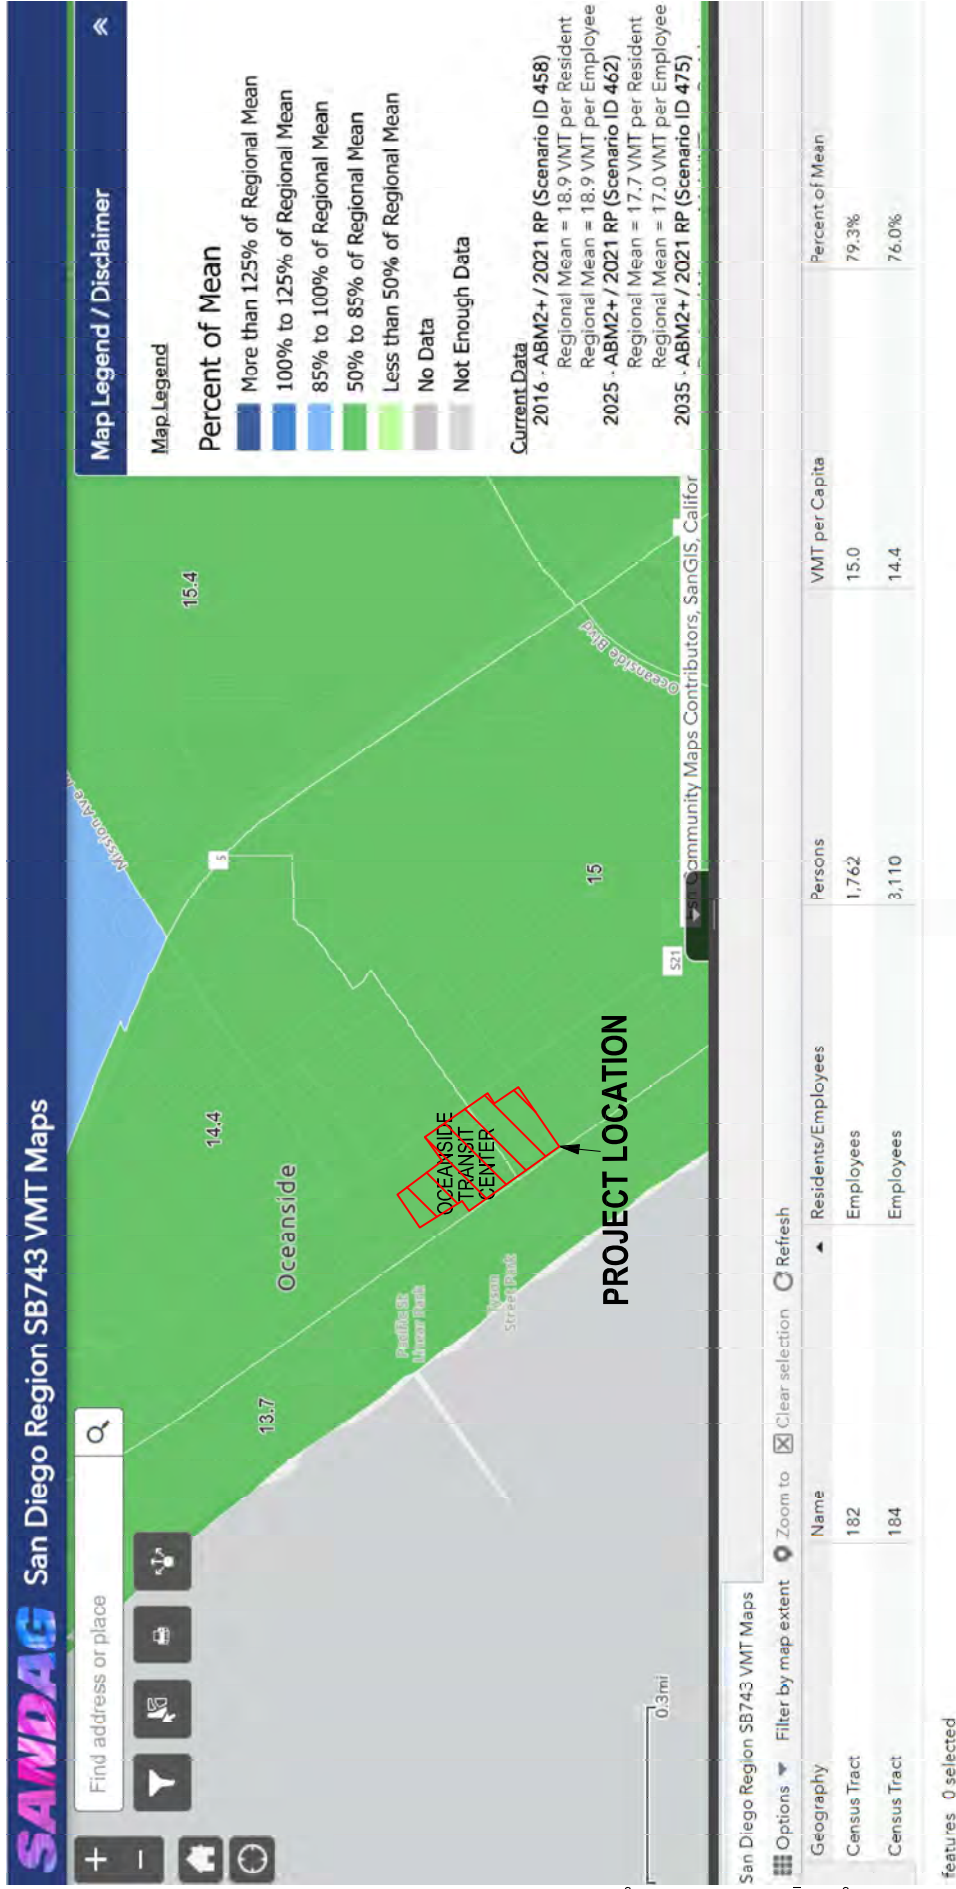 SANDAG San Diego Region SB743 VMT Maps
Find address or place
Map Legend / Disclaimer
Map Legend
Percent of Mean
More than 125% of Regional Mean
100% to 125% of Regional Mean
85% to 100% of Regional Mean
50% to 85% of Regional Mean
Less than 50% of Regional Mean
No Data
Not Enough Data
Current Data
2016 - ABM2+ / 2021 RP (Scenario ID 458)
Regional Mean = 18.9 VMT per Resident
Regional Mean = 18.9 VMT per Employee
2025 - ABM2+ / 2021 RP (Scenario ID 462)
Regional Mean = 17.7 VMT per Resident
Regional Mean = 17.0 VMT per Employee
2035 - ABM2+ / 2021 RP (Scenario ID 475)
Mission Ave
15.4
5
14.4
Oceanside
13.7
Pacific St
Linear Park
Tyson
Street Park
OCEANSIDE
TRANSIT
CENTER
15
Oceanside Blvd
S21
PROJECT LOCATION
0.3mi
Esri Community Maps Contributors, SanGIS, Califor
San Diego Region SB743 VMT Maps
Options Filter by map extent Zoom to Clear selection Refresh
Geography Name Residents/Employees Persons VMT per Capita Percent of Mean
Census Tract 182 Employees 1,762 15.0 79.3%
Census Tract 184 Employees 3,110 14.4 76.0%
features 0 selected